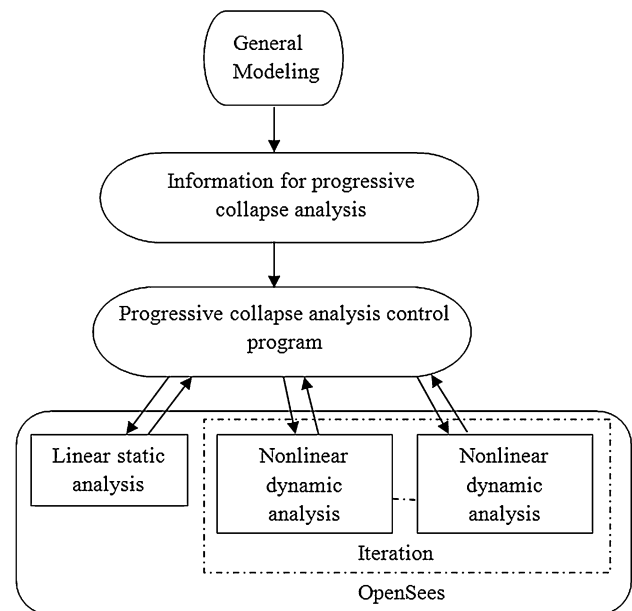 General
Modeling
Information for progressive
collapse analysis
Progressive collapse analysis control
program
Linear static
analysis
Nonlinear
dynamic
analysis
Nonlinear
dynamic
analysis
Iteration
OpenSees